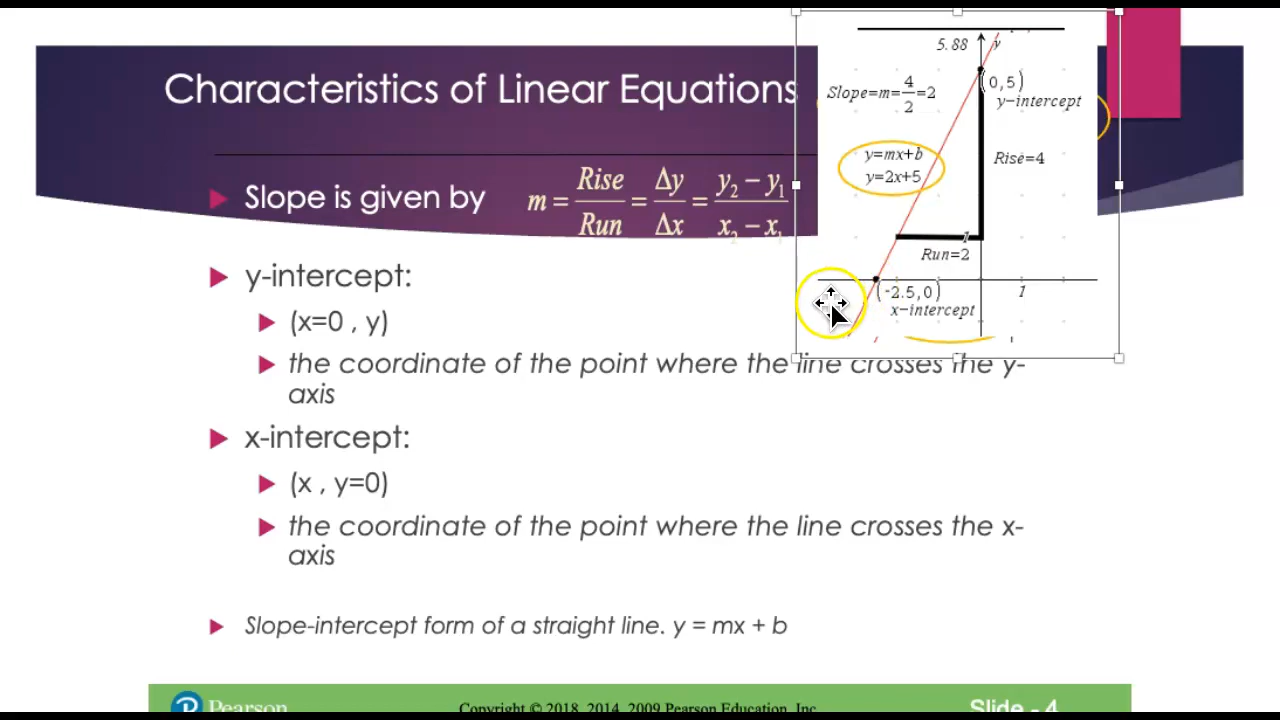 Characteristics of Linear Equations
Slope is given by m = Rise/Run = Δy/Δx = y₂ − y₁/x₂ − x₁
y-intercept:
(x=0 , y)
the coordinate of the point where the line crosses the y-
axis
x-intercept:
(x , y=0)
the coordinate of the point where the line crosses the x-
axis
Slope-intercept form of a straight line. y = mx + b
5.88 y
(0,5)
y-intercept
Slope=m=4/2=2
y=mx+b
y=2x+5
Rise=4
1
Run=2
(-2.5,0)
x-intercept
1
Pearson
Copyright © 2018, 2014, 2009 Pearson Education, Inc.
Slide - 4